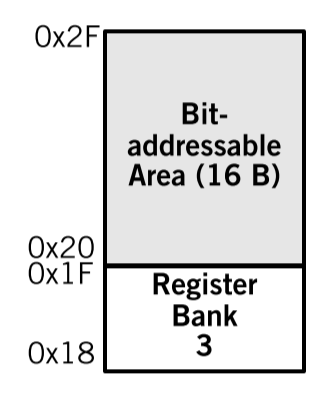 0x2F
Bit-
addressable
Area (16 B)
0x20
0x1F
Register
Bank
3
0x18